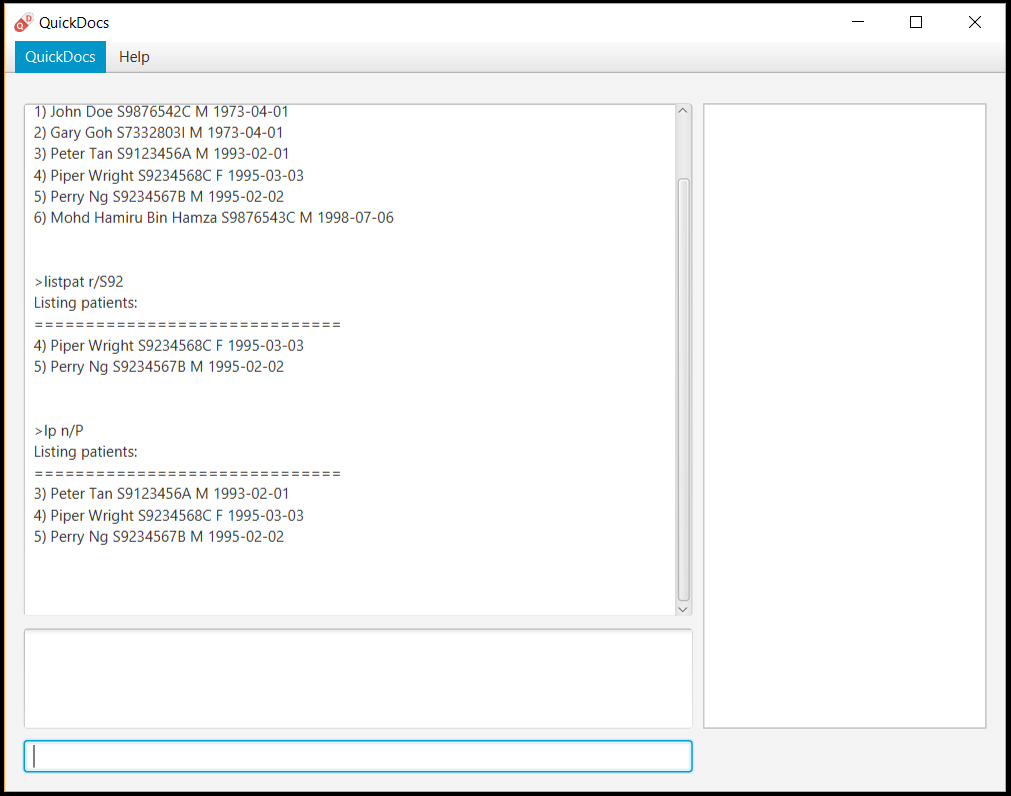 QuickDocs
QuickDocs Help
1) John Doe S9876542C M 1973-04-01
2) Gary Goh S7332803I M 1973-04-01
3) Peter Tan S9123456A M 1993-02-01
4) Piper Wright S9234568C F 1995-03-03
5) Perry Ng S9234567B M 1995-02-02
6) Mohd Hamiru Bin Hamza S9876543C M 1998-07-06
>listpat r/S92
Listing patients:
==============================
4) Piper Wright S9234568C F 1995-03-03
5) Perry Ng S9234567B M 1995-02-02
>lp n/P
Listing patients:
==============================
3) Peter Tan S9123456A M 1993-02-01
4) Piper Wright S9234568C F 1995-03-03
5) Perry Ng S9234567B M 1995-02-02